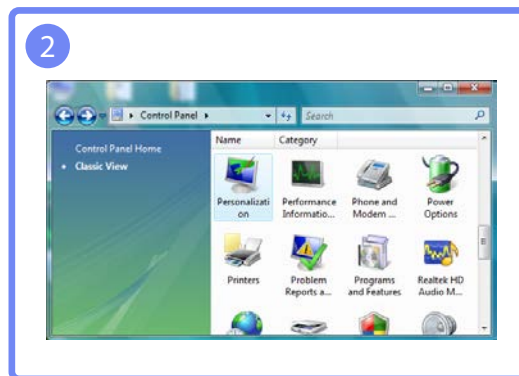 2
Control Panel
Search
Control Panel Home
Classic View
Name Category
Personalizati
on
Performance
Informatio...
Phone and
Modem ...
Power
Options
Printers
Problem
Reports a...
Programs
and Features
Realtek HD
Audio M...